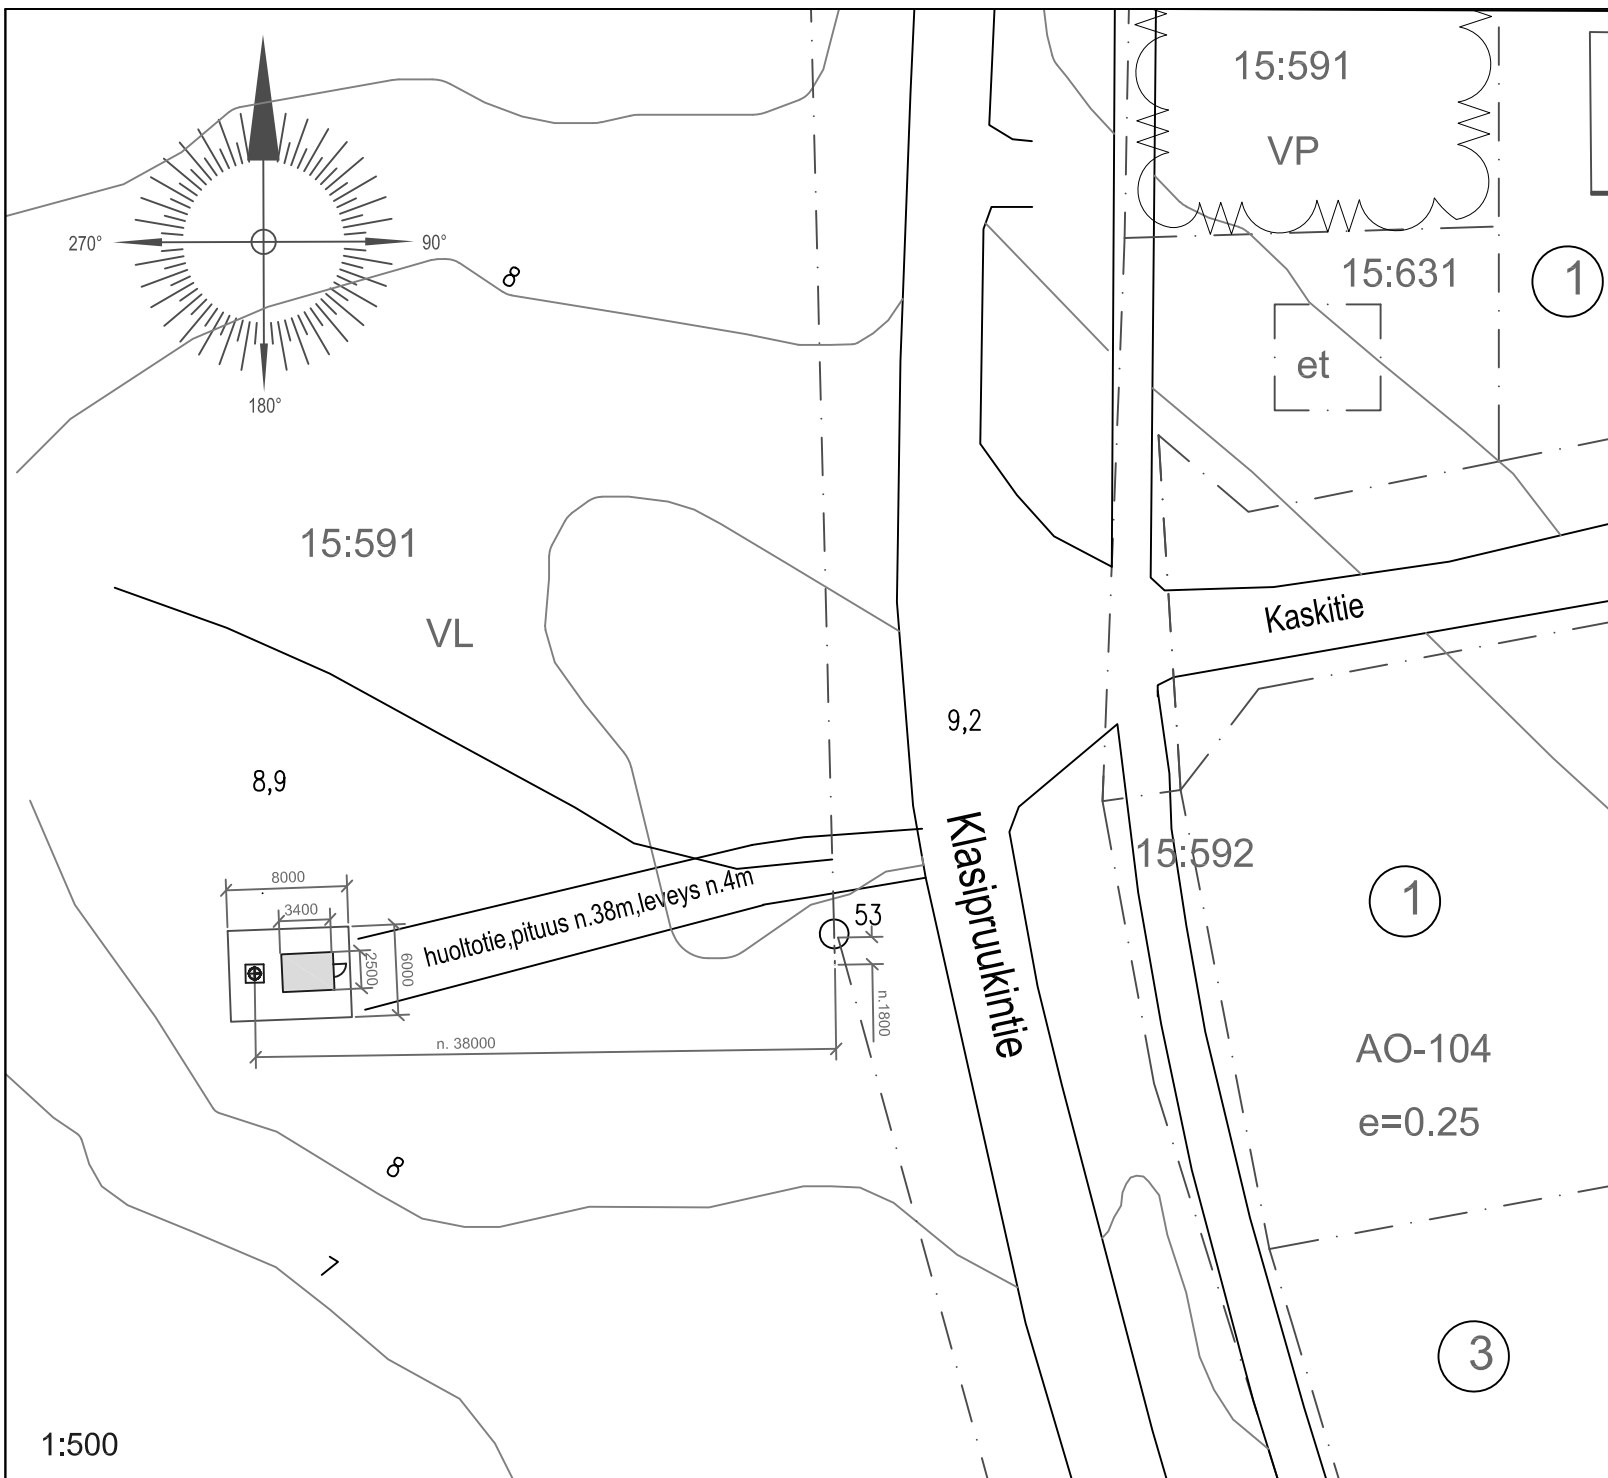 15:591
VP
270°
90°
180°
8
15:631
1
et
15:591
VL
Kaskitie
9,2
8,9
15:592
8000
3400
2500
6000
huoltotie,pituus n.38m,leveys n.4m
53
n.1800
n. 38000
Klasipruukintie
1
AO-104
e=0.25
8
7
3
1:500